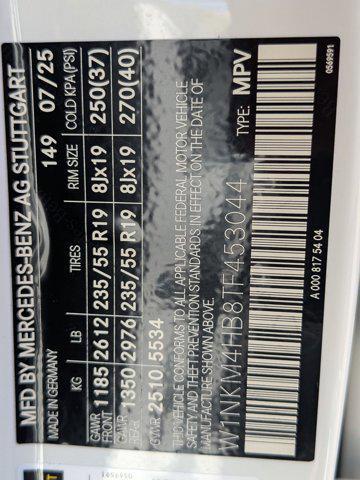 MFD BY MERCEDES-BENZ AG STUTTGART
MADE IN GERMANY 149 07/25
KG LB TIRES RIM SIZE COLD KPA(PSI)
GAWR FRONT 1185 2612 235/55 R19 8Jx19 250(37)
GAWR REAR 1350 2976 235/55 R19 8Jx19 270(40)
GVWR 2510 5534
THIS VEHICLE CONFORMS TO ALL APPLICABLE FEDERAL MOTOR VEHICLE
SAFETY AND THEFT PREVENTION STANDARDS IN EFFECT ON THE DATE OF
MANUFACTURE SHOWN ABOVE.
W1NKM4HB8TF453044 TYPE: MPV
A 000 817 54 04
0569591